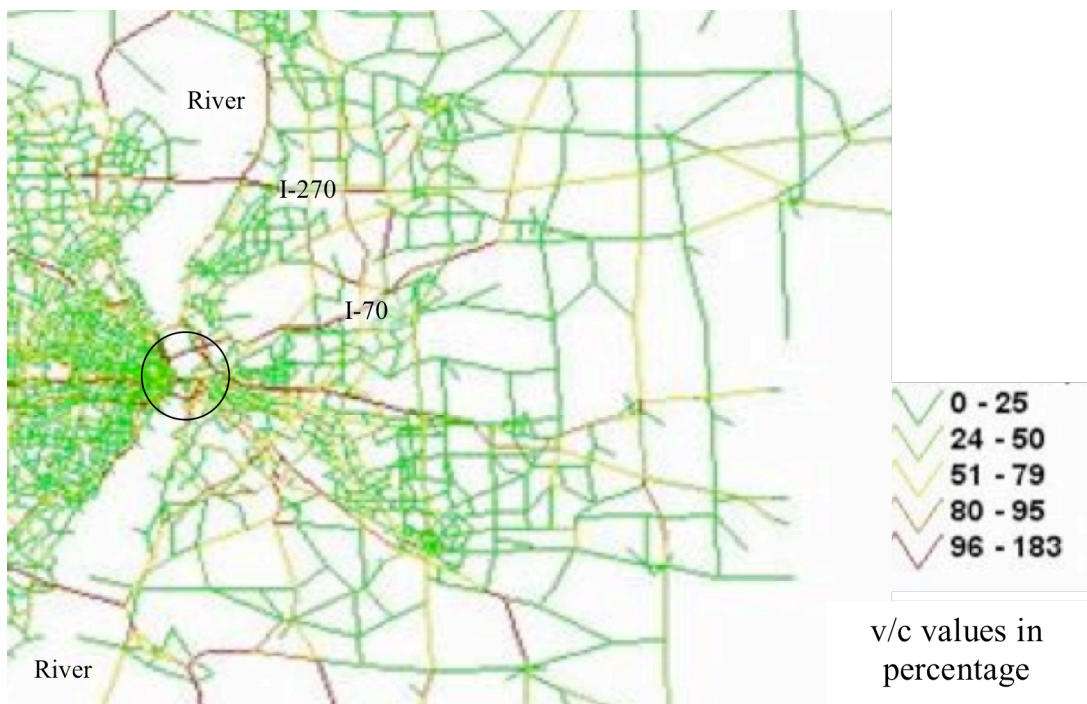 River
I-270
I-70
0 - 25
24 - 50
51 - 79
80 - 95
96 - 183
v/c values in
percentage
River